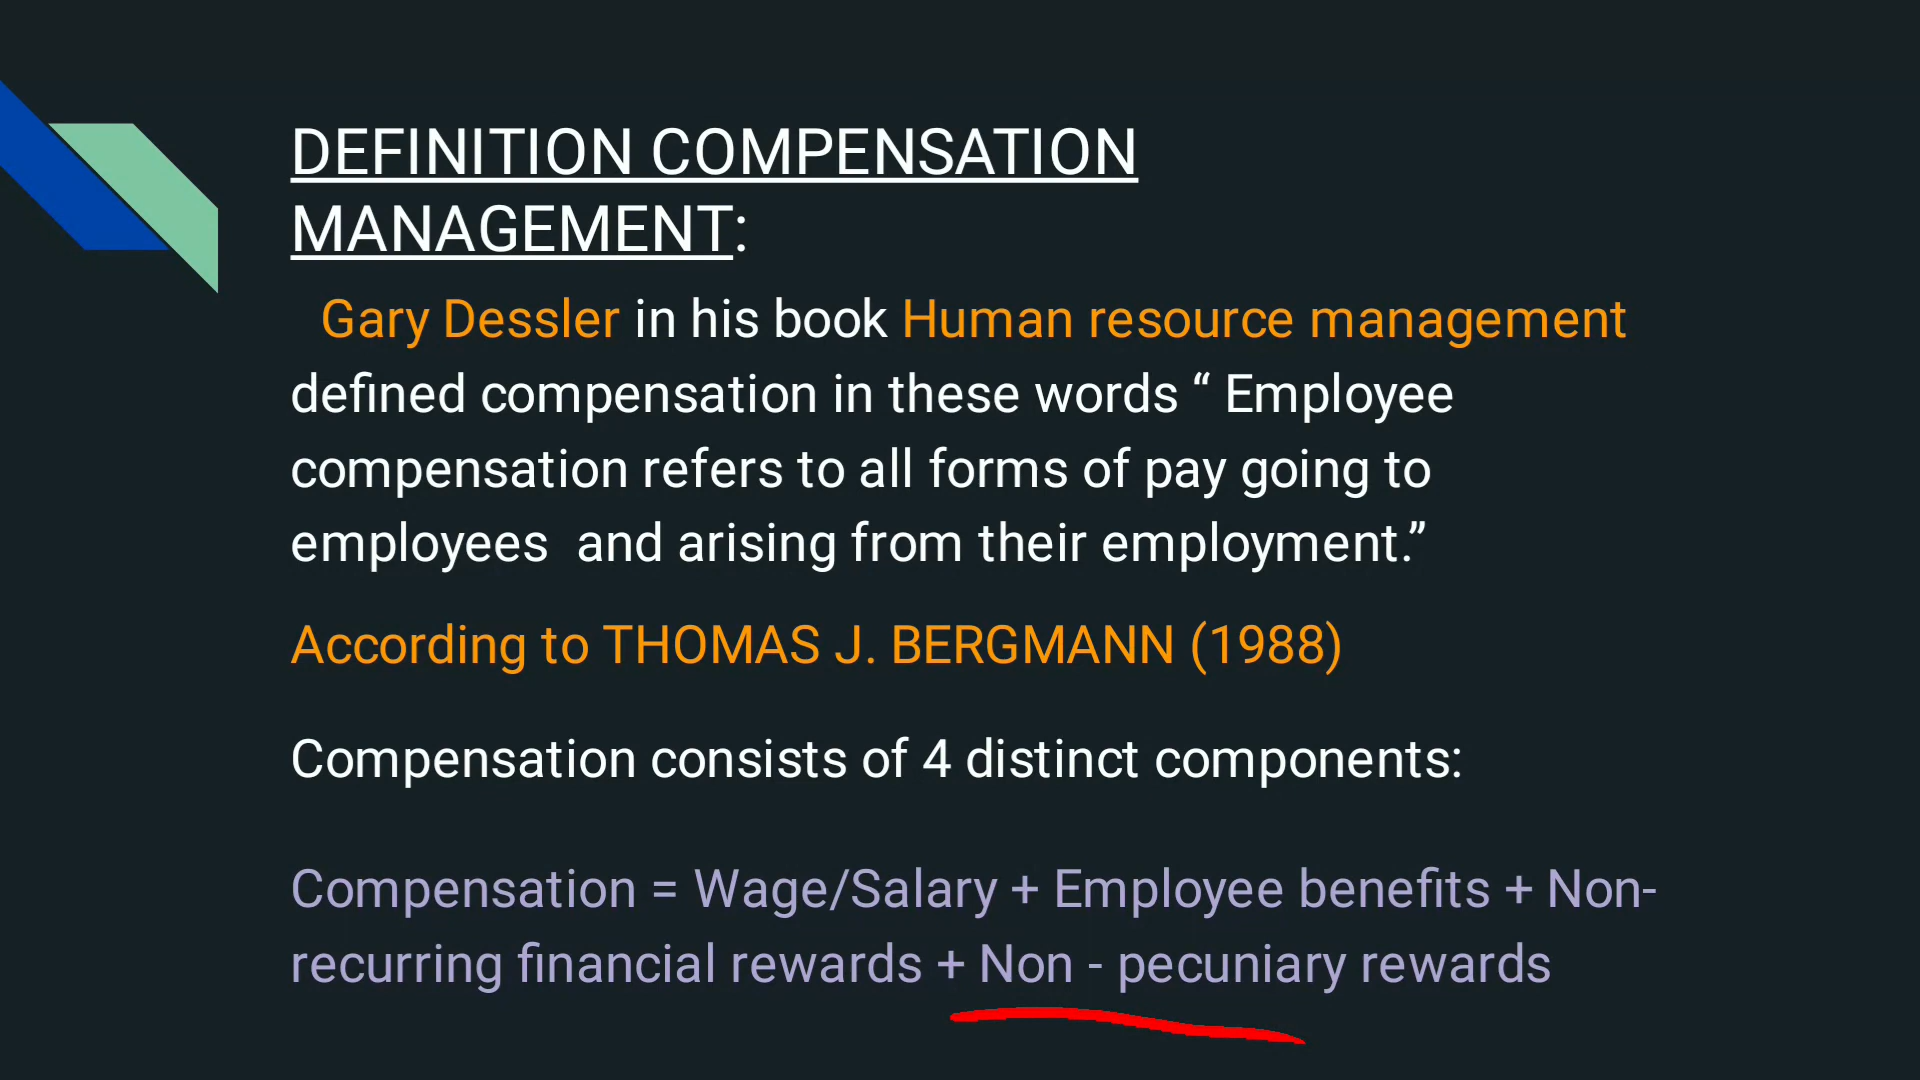 DEFINITION COMPENSATION
MANAGEMENT:
Gary Dessler in his book Human resource management
defined compensation in these words “ Employee
compensation refers to all forms of pay going to
employees  and arising from their employment.”
According to THOMAS J. BERGMANN (1988)
Compensation consists of 4 distinct components:
Compensation = Wage/Salary + Employee benefits + Non-
recurring financial rewards + Non - pecuniary rewards